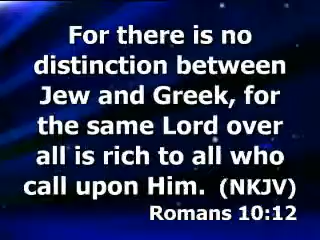 For there is no
distinction between
Jew and Greek, for
the same Lord over
all is rich to all who
call upon Him. (NKJV)
Romans 10:12